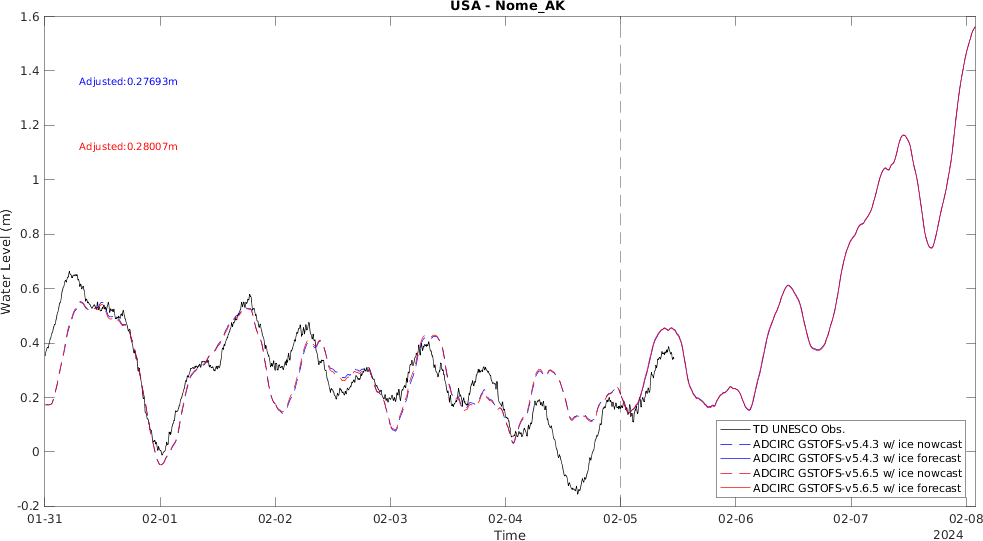 USA - Nome_AK
1.6
1.4
1.2
1
0.8
0.6
0.4
0.2
0
-0.2
Water Level (m)
Adjusted:0.27693m
Adjusted:0.28007m
TD UNESCO Obs.
ADCIRC GSTOFS-v5.4.3 w/ ice nowcast
ADCIRC GSTOFS-v5.4.3 w/ ice forecast
ADCIRC GSTOFS-v5.6.5 w/ ice nowcast
ADCIRC GSTOFS-v5.6.5 w/ ice forecast
01-31 02-01 02-02 02-03 02-04 02-05 02-06 02-07 02-08
Time
2024